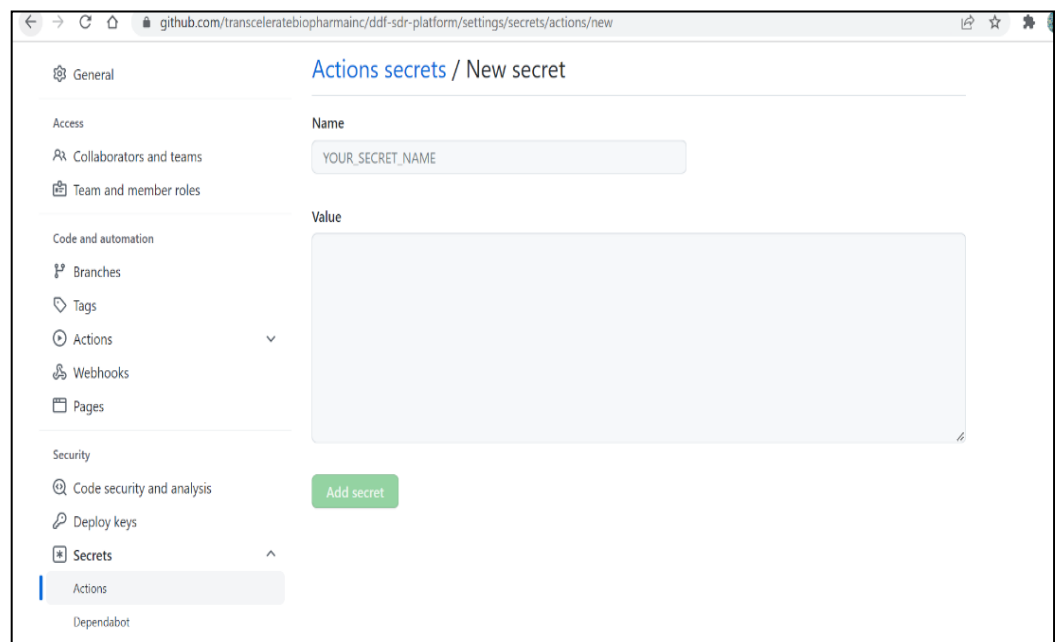 github.com/transceleratebiopharmainc/ddf-sdr-platform/settings/secrets/actions/new
General
Access
Collaborators and teams
Team and member roles
Code and automation
Branches
Tags
Actions
Webhooks
Pages
Security
Code security and analysis
Deploy keys
Secrets
Actions
Dependabot
Actions secrets / New secret
Name
YOUR_SECRET_NAME
Value
Add secret